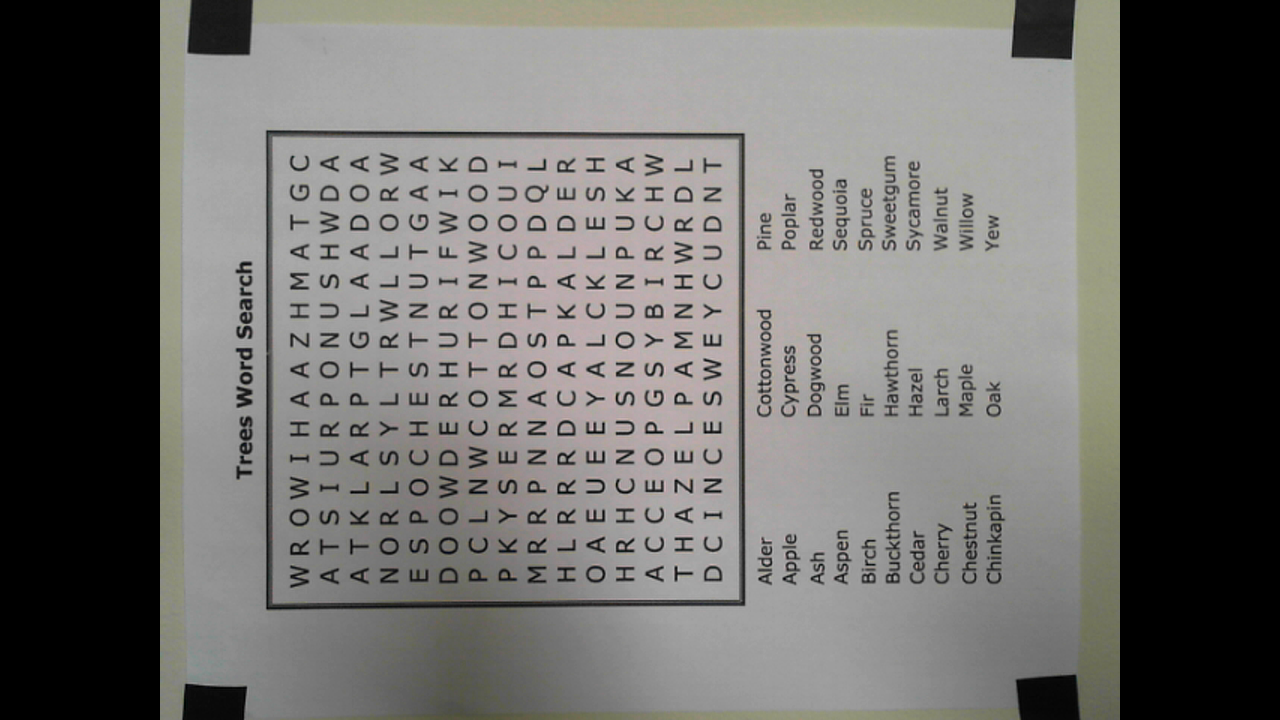 Trees Word Search
W R O W I H A A Z H M A T G C
A T S I U R P O N U S H W D A
A T K L A R P T G L A A D O A
N O R L S Y L T R W L L O R W
E S P O C H E S T N U T G A A
D O O W D E R H U R I F W I K
P C L N W C O T T O N W O O D
P K Y S E R M R D H I C O U I
M R R P N N A O S T P P D Q L
H L R R R D C A P K A L D E R
O A E U E E Y A L C K L E S H
H R H C N U S N O U N P U K A
A C C E O P G S Y B I R C H W
T H A Z E L P A M N H W R D L
D C I N C E S W E Y C U D N T
Alder
Apple
Ash
Aspen
Birch
Buckthorn
Cedar
Cherry
Chestnut
Chinkapin
Cottonwood
Cypress
Dogwood
Elm
Fir
Hawthorn
Hazel
Larch
Maple
Oak
Pine
Poplar
Redwood
Sequoia
Spruce
Sweetgum
Sycamore
Walnut
Willow
Yew